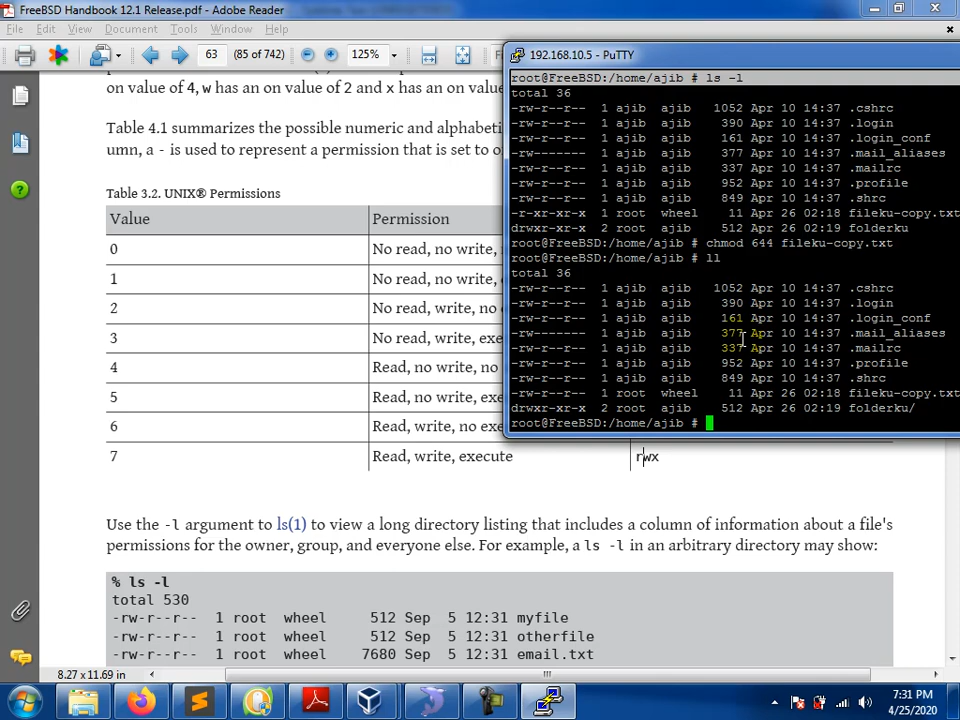 FreeBSD Handbook 12.1 Release.pdf - Adobe Reader
File Edit View Document Tools Window Help
63 (85 of 742) 125%
on value of 4, w has an on value of 2 and x has an on
Table 4.1 summarizes the possible numeric and alphabeti
umn, a - is used to represent a permission that is set to o
Table 3.2. UNIX® Permissions
Value Permission
0 No read, no write,
1 No read, no write,
2 No read, write, no
3 No read, write,
4 Read, no write, no
5 Read, no write,
6 Read, write, no exe
7 Read, write, execute rwx
Use the -l argument to ls(1) to view a long directory listing that includes a column of information about a file's
permissions for the owner, group, and everyone else. For example, a ls -l in an arbitrary directory may show:
% ls -l
total 530
-rw-r--r-- 1 root wheel 512 Sep 5 12:31 myfile
-rw-r--r-- 1 root wheel 512 Sep 5 12:31 otherfile
-rw-r--r-- 1 root wheel 7680 Sep 5 12:31 email.txt
8.27 x 11.69 in
192.168.10.5 - PuTTY
root@FreeBSD:/home/ajib # ls -l
total 36
-rw-r--r-- 1 ajib ajib 1052 Apr 10 14:37 .cshrc
-rw-r--r-- 1 ajib ajib 390 Apr 10 14:37 .login
-rw-r--r-- 1 ajib ajib 161 Apr 10 14:37 .login_conf
-rw------- 1 ajib ajib 377 Apr 10 14:37 .mail_aliases
-rw-r--r-- 1 ajib ajib 337 Apr 10 14:37 .mailrc
-rw-r--r-- 1 ajib ajib 952 Apr 10 14:37 .profile
-rw-r--r-- 1 ajib ajib 849 Apr 10 14:37 .shrc
-r-xr-xr-x 1 root wheel 11 Apr 26 02:18 fileku-copy.txt
drwxr-xr-x 2 root ajib 512 Apr 26 02:19 folderku
root@FreeBSD:/home/ajib # chmod 644 fileku-copy.txt
root@FreeBSD:/home/ajib # ll
total 36
-rw-r--r-- 1 ajib ajib 1052 Apr 10 14:37 .cshrc
-rw-r--r-- 1 ajib ajib 390 Apr 10 14:37 .login
-rw-r--r-- 1 ajib ajib 161 Apr 10 14:37 .login_conf
-rw------- 1 ajib ajib 377 Apr 10 14:37 .mail_aliases
-rw-r--r-- 1 ajib ajib 337 Apr 10 14:37 .mailrc
-rw-r--r-- 1 ajib ajib 952 Apr 10 14:37 .profile
-rw-r--r-- 1 ajib ajib 849 Apr 10 14:37 .shrc
-rw-r--r-- 1 root wheel 11 Apr 26 02:18 fileku-copy.txt
drwxr-xr-x 2 root ajib 512 Apr 26 02:19 folderku/
root@FreeBSD:/home/ajib #
7:31 PM
4/25/2020